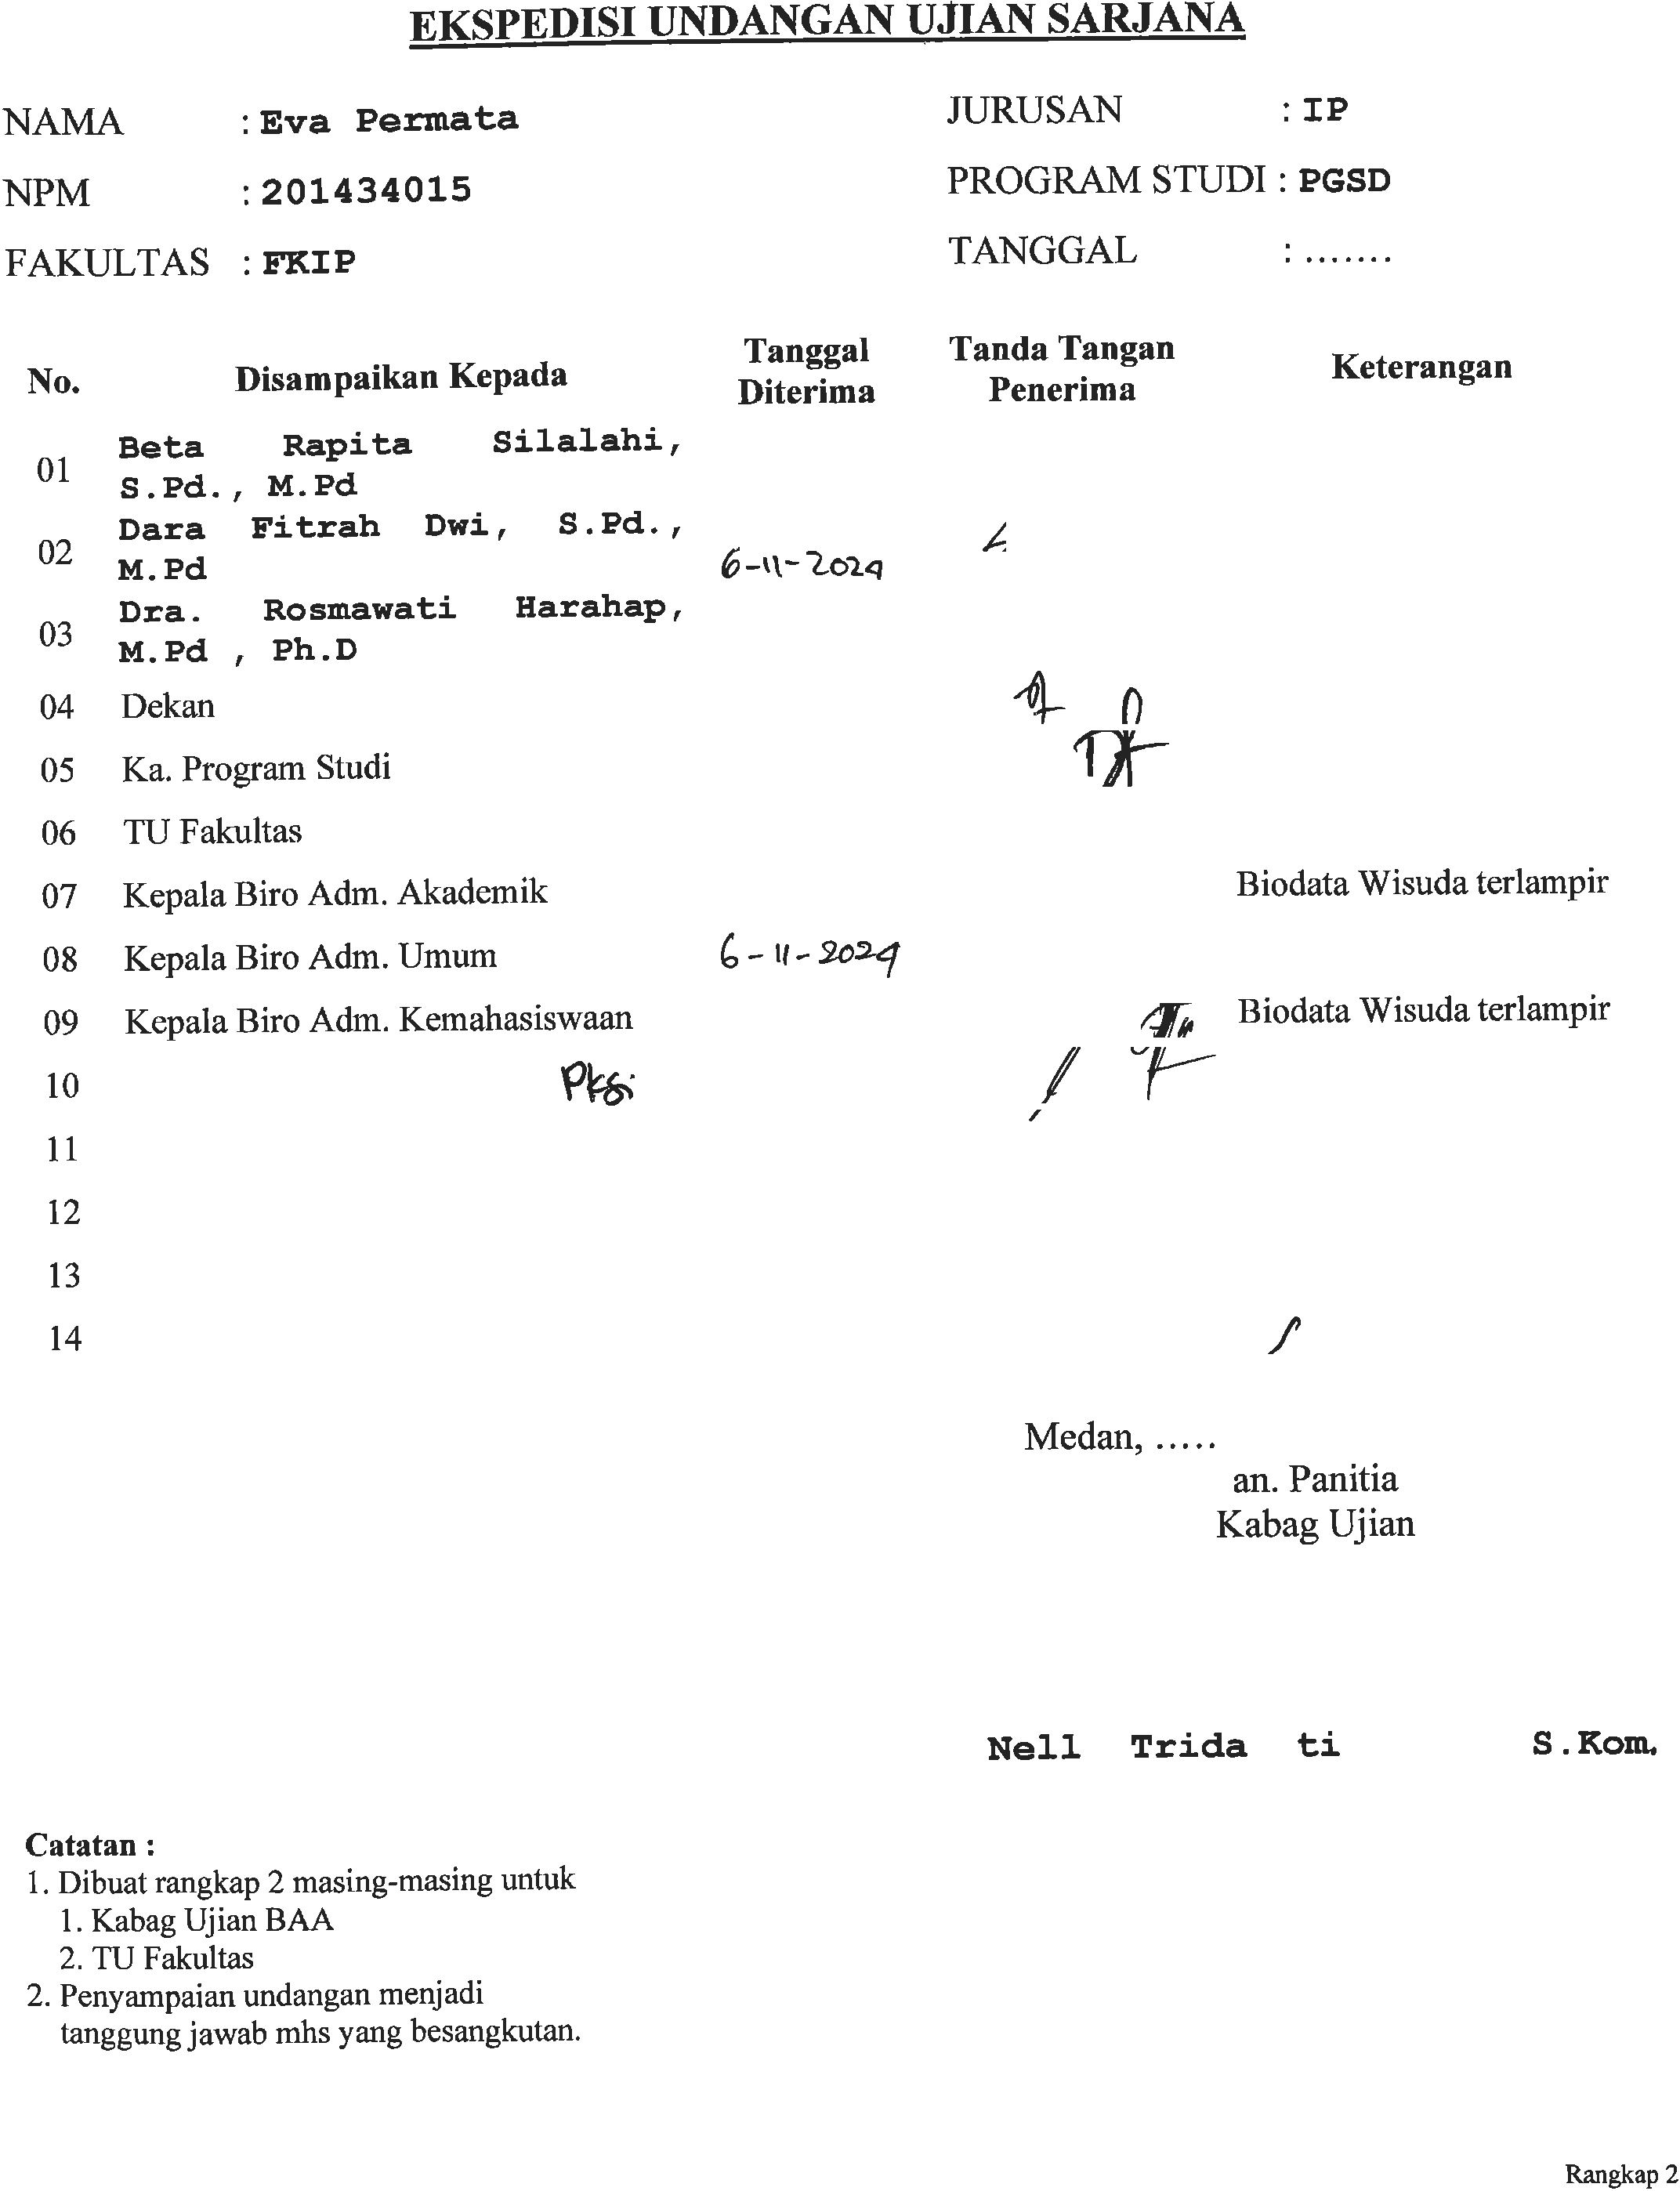 EKSPEDISI UNDANGAN UJIAN SARJANA
NAMA : Eva Permata
JURUSAN : IP
NPM : 201434015
PROGRAM STUDI : PGSD
FAKULTAS : FKIP
TANGGAL : .......
No. Disampaikan Kepada Tanggal Diterima Tanda Tangan Penerima Keterangan
01 Beta Rapita Silalahi,
S.Pd., M.Pd
02 Dara Fitrah Dwi, S.Pd.,
M.Pd 6-11-2024
03 Dra. Rosmawati Harahap,
M.Pd , Ph.D
04 Dekan
05 Ka. Program Studi
06 TU Fakultas
07 Kepala Biro Adm. Akademik Biodata Wisuda terlampir
08 Kepala Biro Adm. Umum 6-11-2024
09 Kepala Biro Adm. Kemahasiswaan Biodata Wisuda terlampir
10
11
12
13
14
Medan, .....
an. Panitia
Kabag Ujian
Nell Trida ti S.Kom.
Catatan :
1. Dibuat rangkap 2 masing-masing untuk
1. Kabag Ujian BAA
2. TU Fakultas
2. Penyampaian undangan menjadi
tanggung jawab mhs yang besangkutan.
Rangkap 2